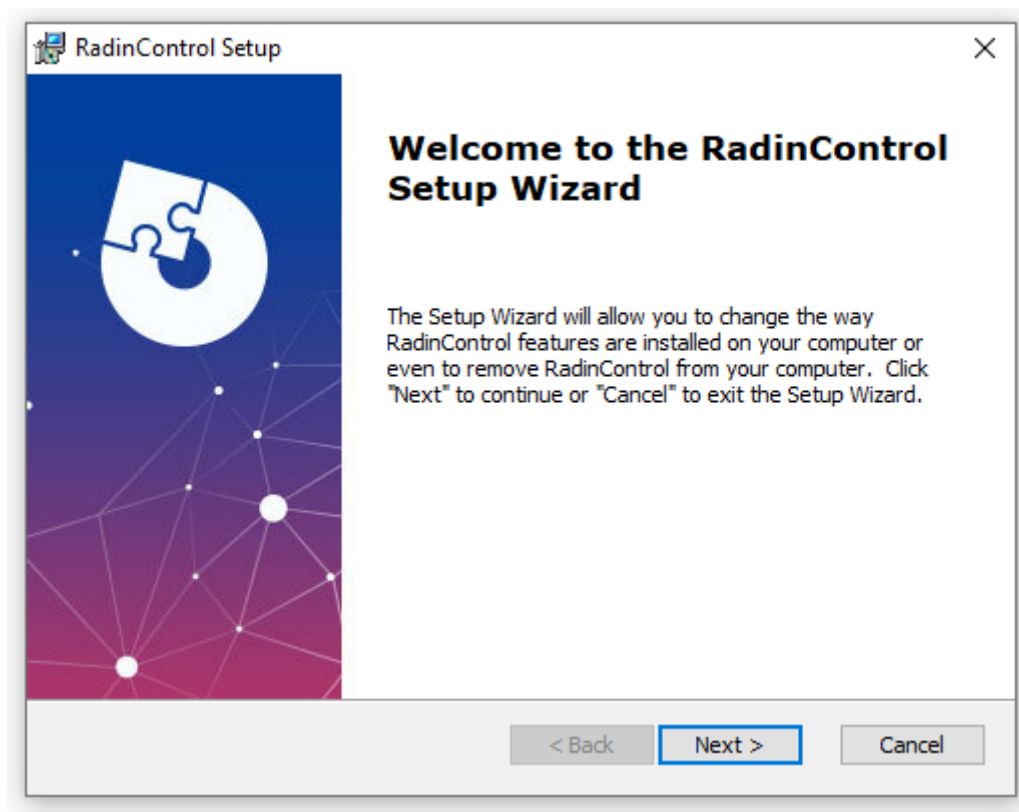 RadinControl Setup
Welcome to the RadinControl
Setup Wizard
The Setup Wizard will allow you to change the way
RadinControl features are installed on your computer or
even to remove RadinControl from your computer.  Click
"Next" to continue or "Cancel" to exit the Setup Wizard.
< Back
Next >
Cancel